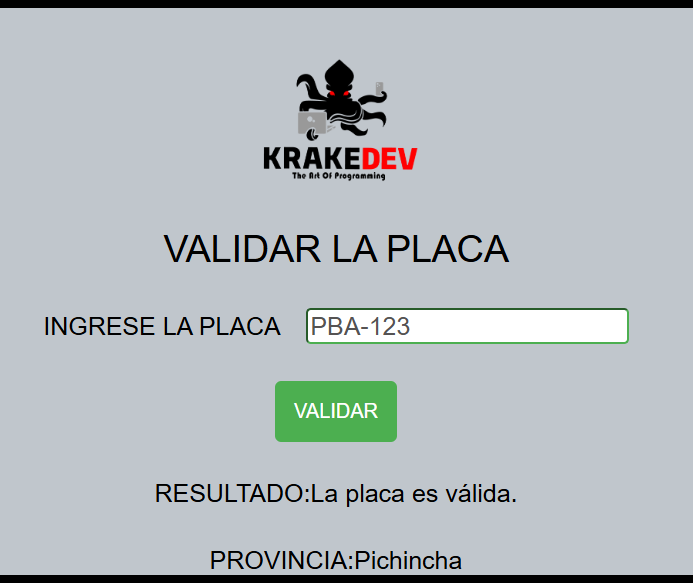 KRAKEDEV
The Art Of Programming
VALIDAR LA PLACA
INGRESE LA PLACA PBA-123
VALIDAR
RESULTADO:La placa es válida.
PROVINCIA:Pichincha